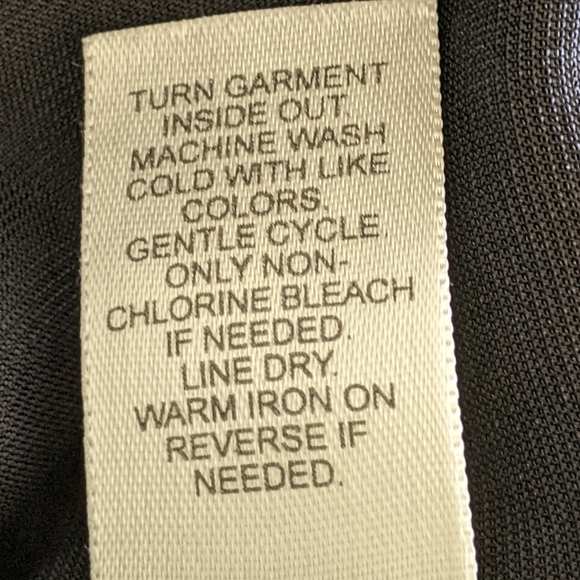 TURN GARMENT
INSIDE OUT.
MACHINE WASH
COLD WITH LIKE
COLORS.
GENTLE CYCLE.
ONLY NON-
CHLORINE BLEACH
IF NEEDED.
LINE DRY.
WARM IRON ON
REVERSE IF
NEEDED.